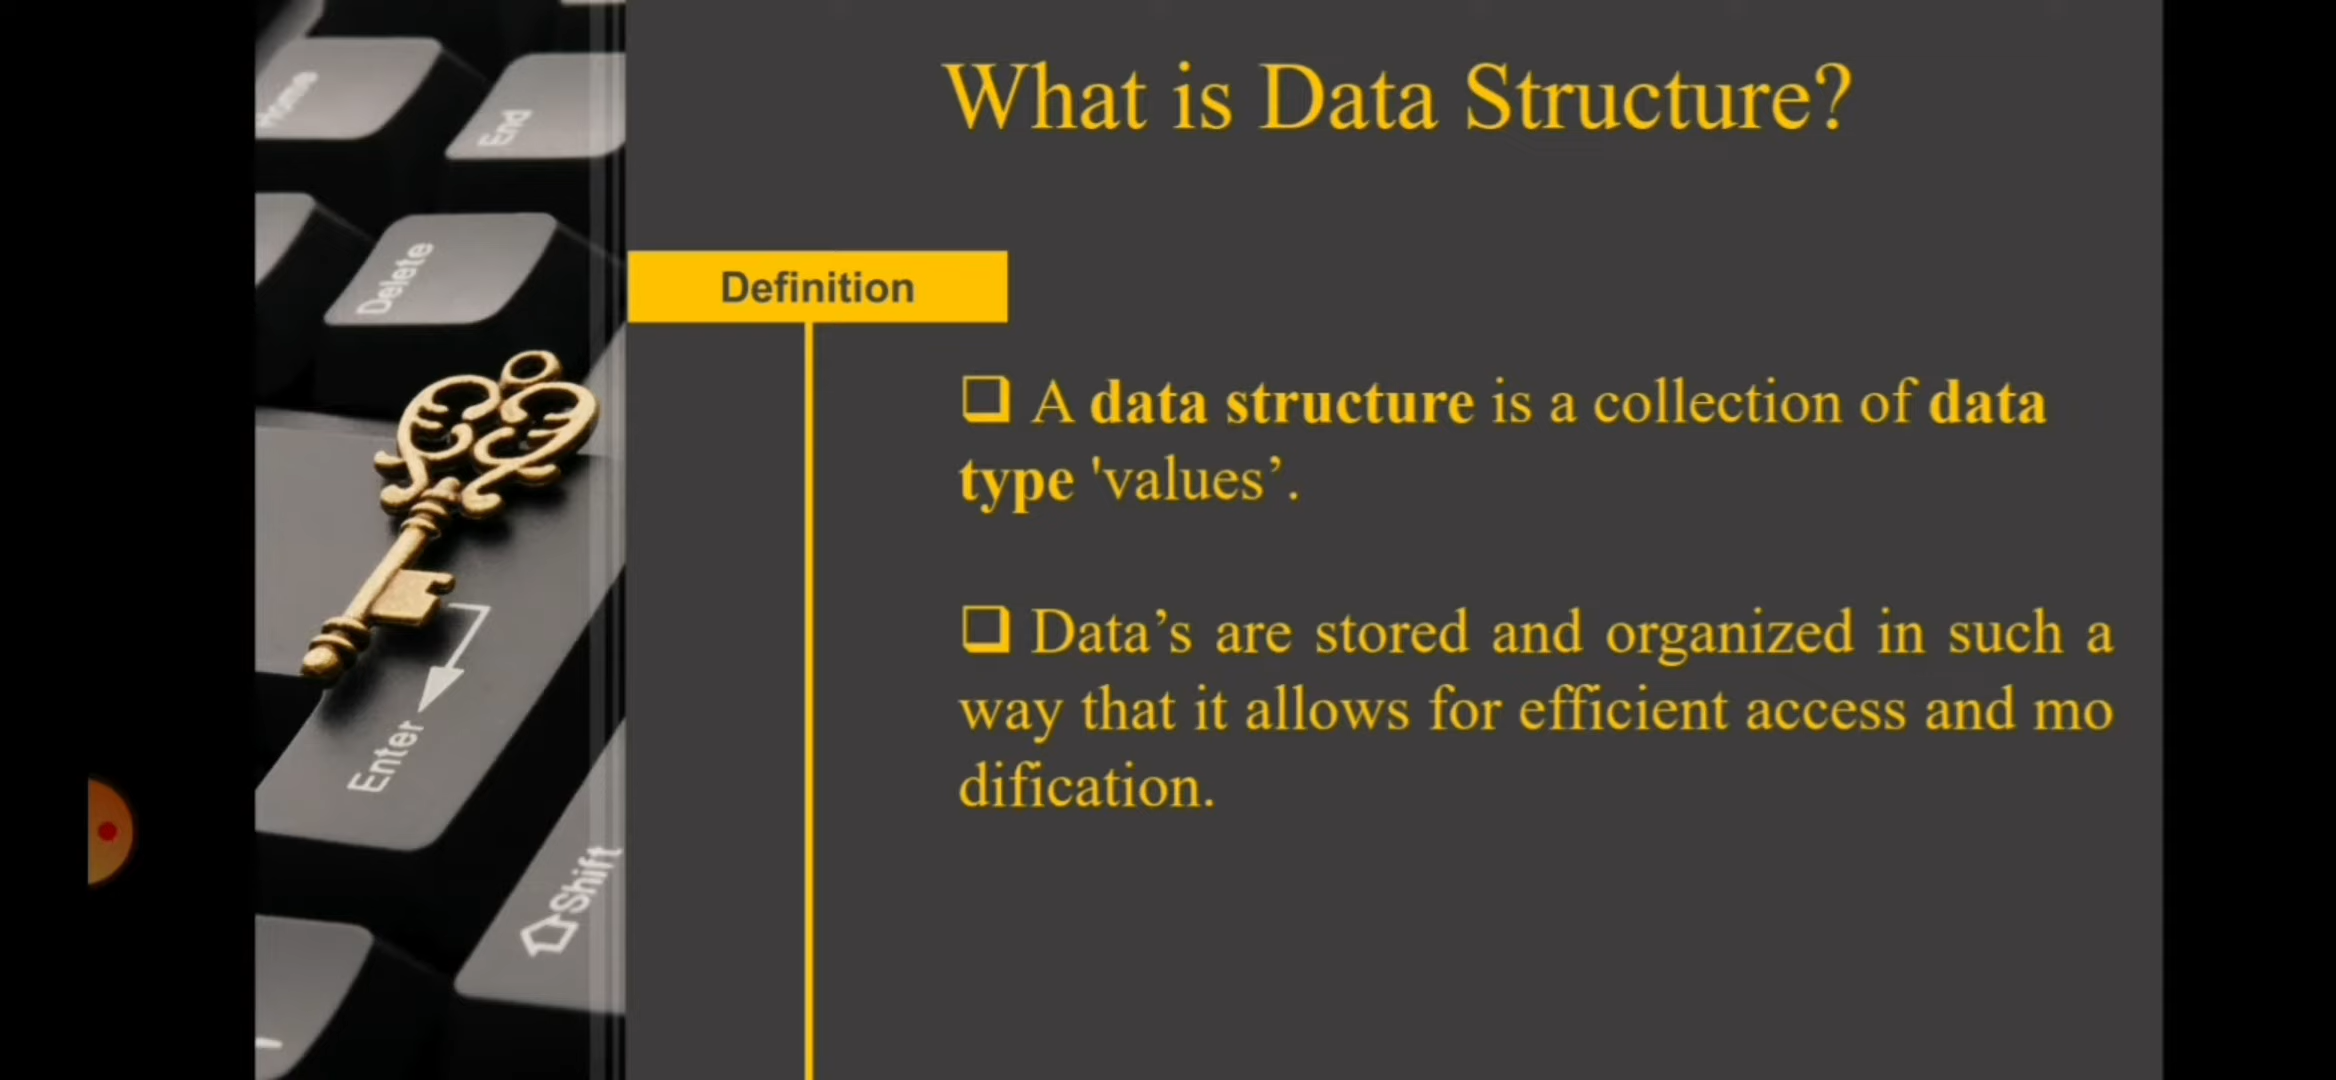 What is Data Structure?
Home
End
Delete
Definition
❑ A data structure is a collection of data
type 'values’.
❑ Data’s are stored and organized in such a
way that it allows for efficient access and mo
dification.
Enter
Shift